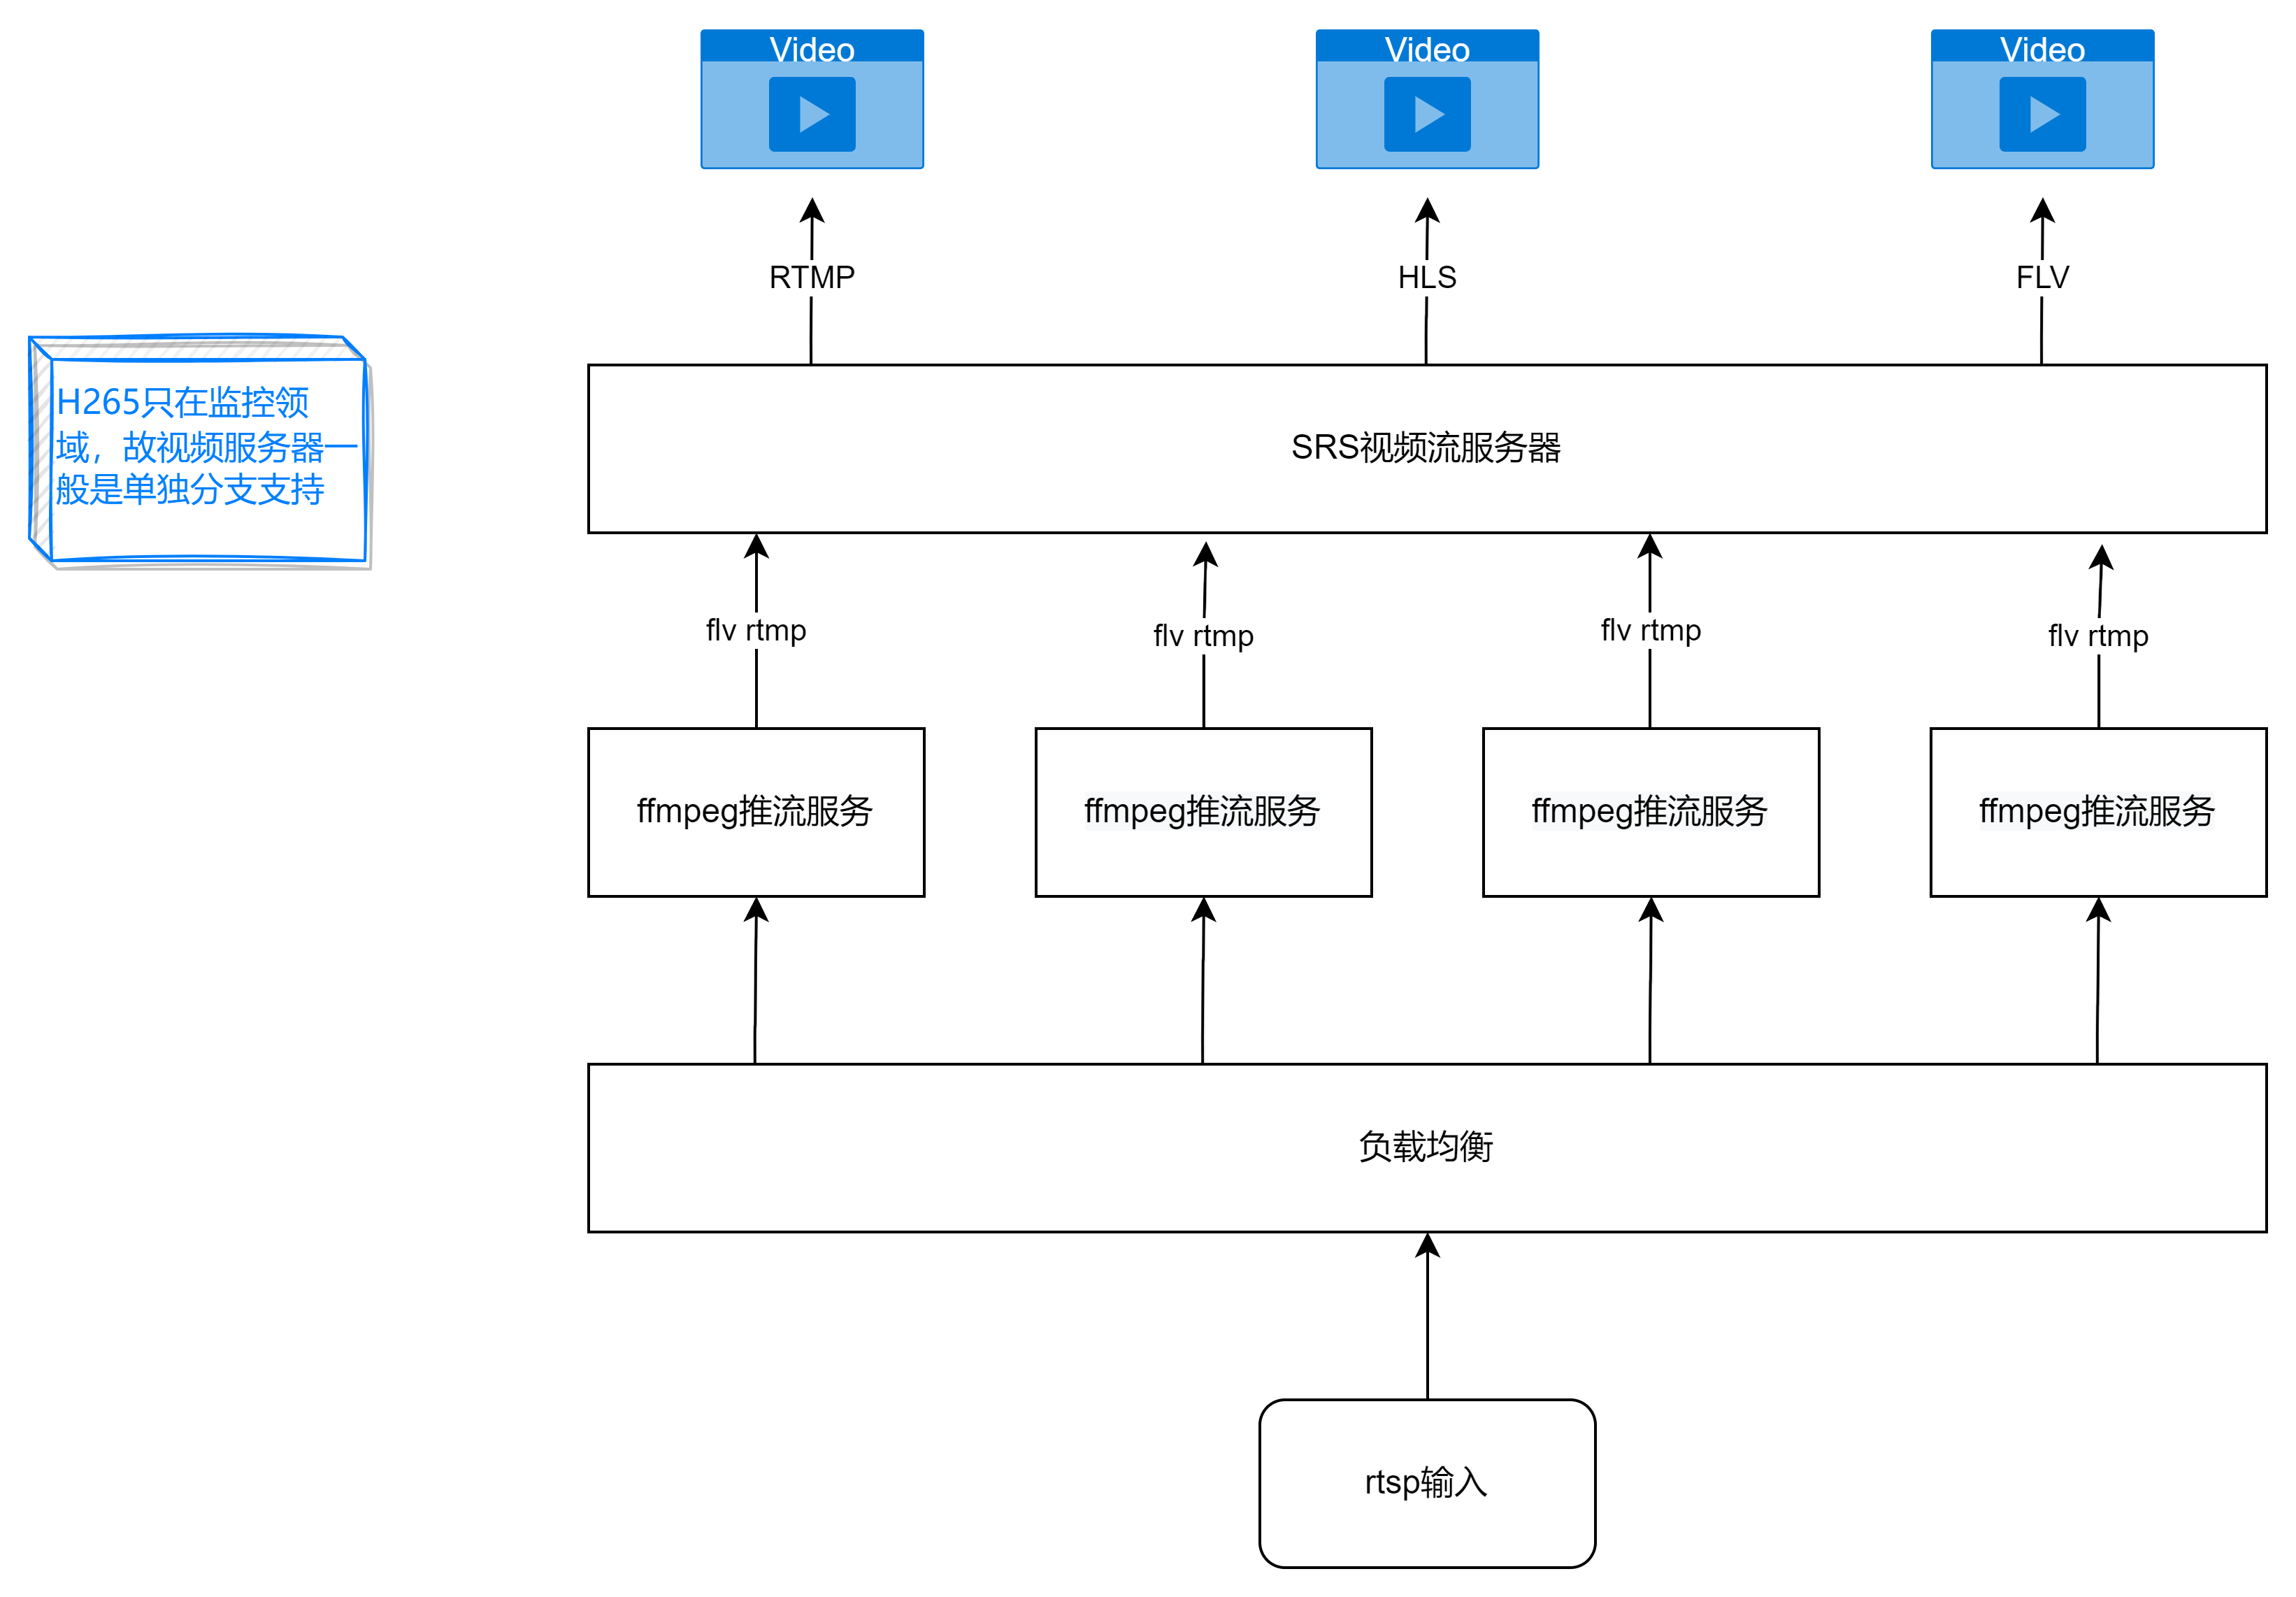 Video
Video
Video
RTMP
HLS
FLV
H265只在监控领
域，故视频服务器一
般是单独分支支持
SRS视频流服务器
flv rtmp
flv rtmp
flv rtmp
flv rtmp
ffmpeg推流服务
ffmpeg推流服务
ffmpeg推流服务
ffmpeg推流服务
负载均衡
rtsp输入